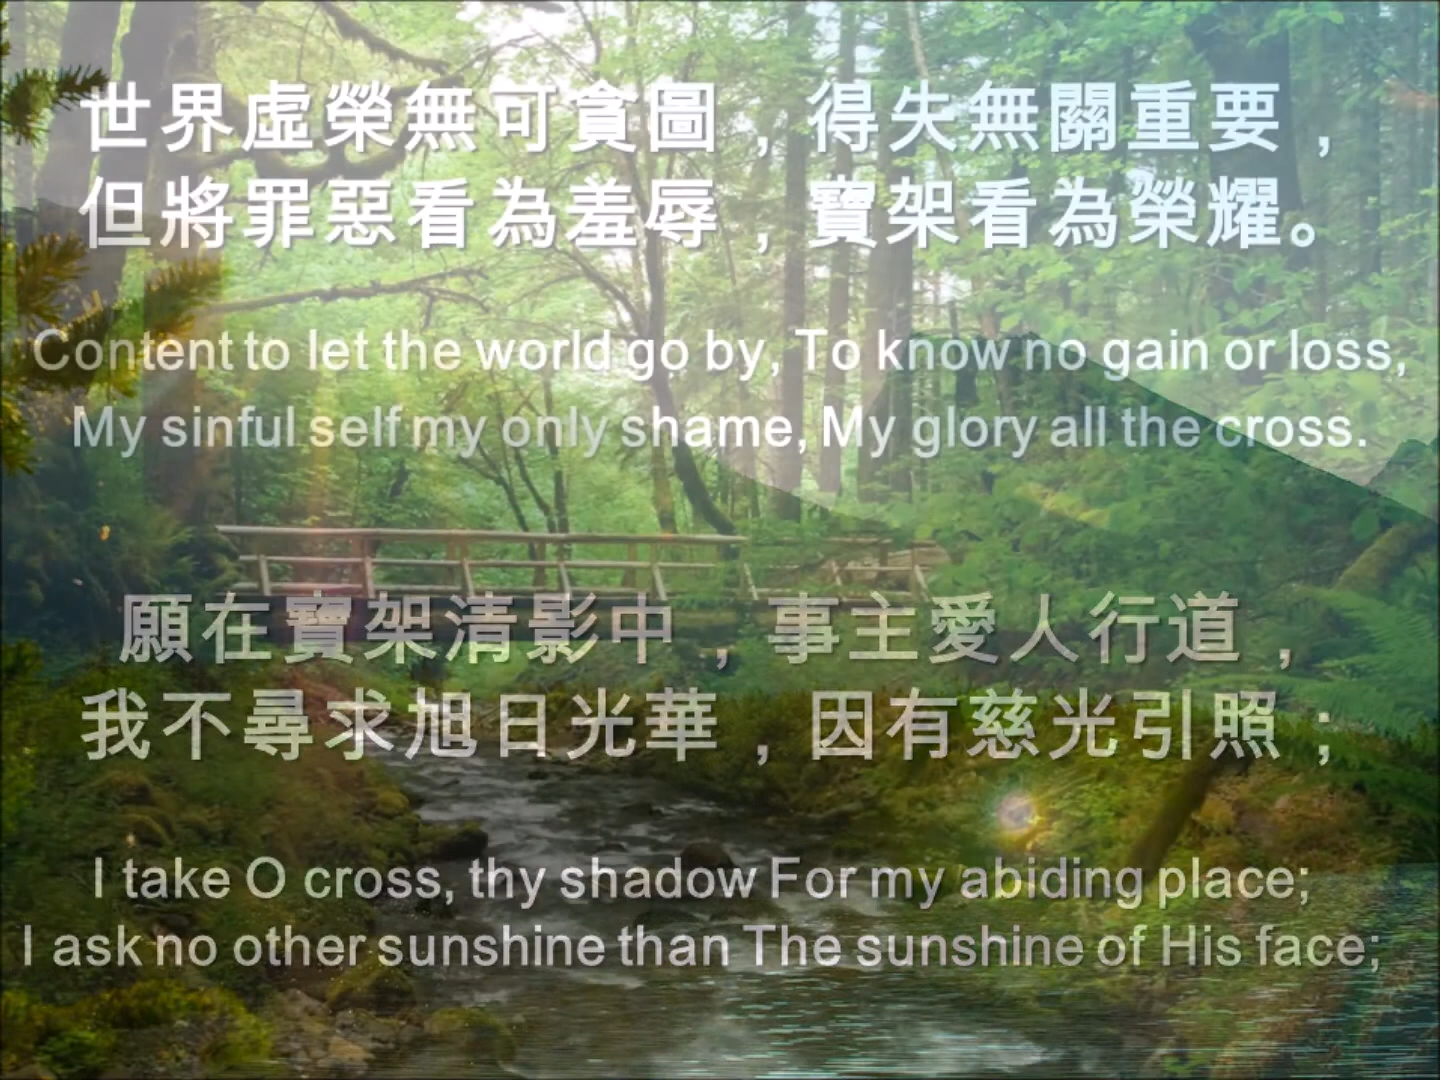 世界虛榮無可貪圖，得失無關重要，
但將罪惡看為羞辱，寶架看為榮耀。
Content to let the world go by, To know no gain or loss,
My sinful self my only shame, My glory all the cross.
願在寶架清影中，事主愛人行道，
我不尋求旭日光華，因有慈光引照；
I take O cross, thy shadow For my abiding place;
I ask no other sunshine than The sunshine of His face;